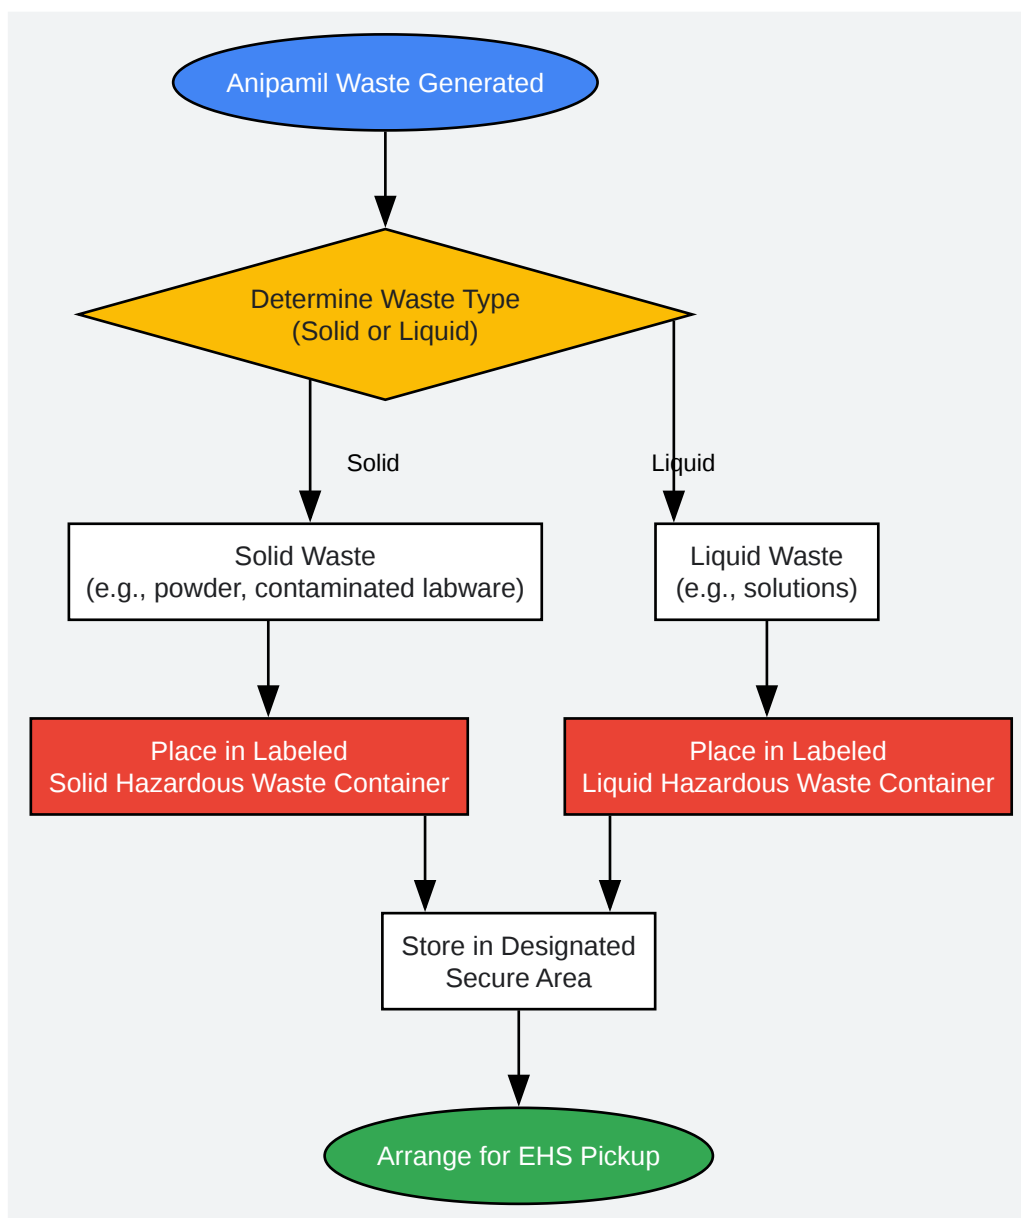 Anipamil Waste Generated
Determine Waste Type
(Solid or Liquid)
Solid
Liquid
Solid Waste
(e.g., powder, contaminated labware)
Liquid Waste
(e.g., solutions)
Place in Labeled
Solid Hazardous Waste Container
Place in Labeled
Liquid Hazardous Waste Container
Store in Designated
Secure Area
Arrange for EHS Pickup